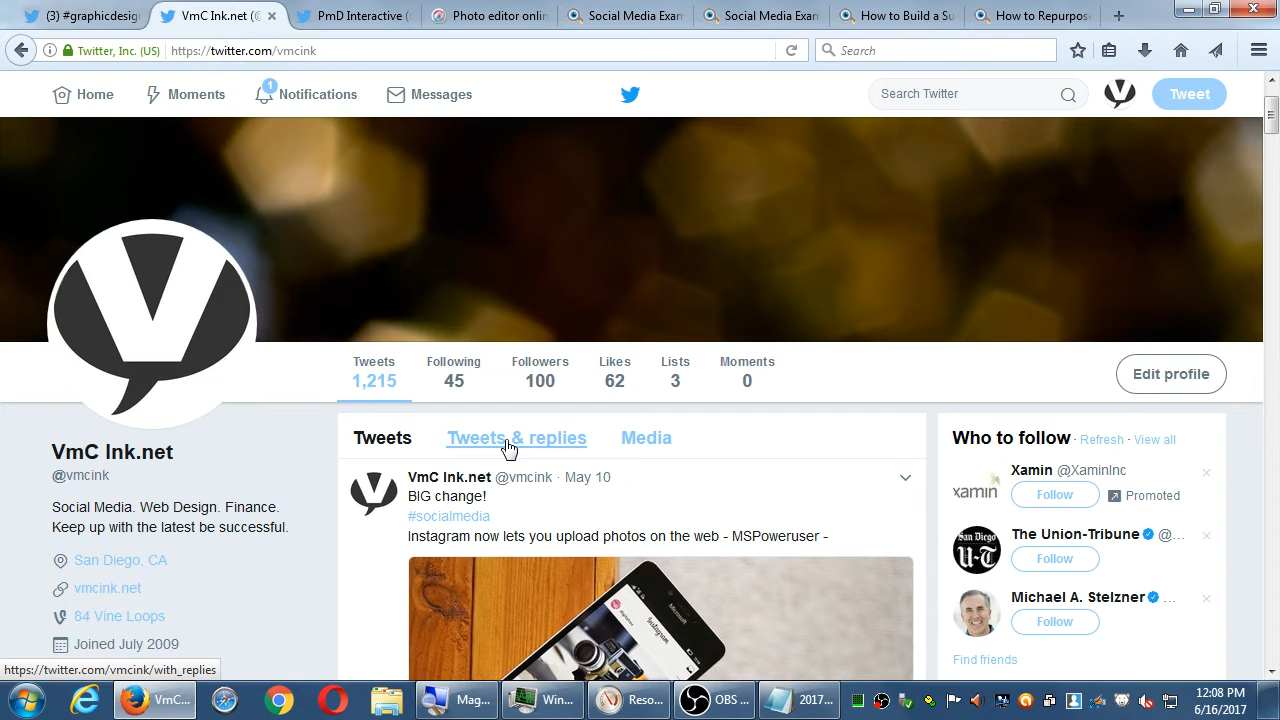 (3) #graphicdesig
VmC Ink.net (@
PmD Interactive (
Photo editor onli
Social Media Exam
Social Media Exam
How to Build a Su
How to Repurpos
Twitter, Inc. (US)
https://twitter.com/vmcink
Search
Home
Moments
1
Notifications
Messages
Search Twitter
Tweet
Tweets
Following
Followers
Likes
Lists
Moments
1,215
45
100
62
3
0
Edit profile
VmC Ink.net
@vmcink
Social Media. Web Design. Finance.
Keep up with the latest be successful.
San Diego, CA
vmcink.net
84 Vine Loops
Joined July 2009
Tweets
Tweets & replies
Media
VmC Ink.net @vmcink · May 10
BIG change!
#socialmedia
Instagram now lets you upload photos on the web - MSPoweruser -
Microsoft
Instagram
Who to follow · Refresh · View all
xamin
Xamin @XaminInc
Follow
Promoted
San Diego
U-T
The Union-Tribune @...
Follow
Michael A. Stelzner ...
Follow
Find friends
https://twitter.com/vmcink/with_replies
VmC...
Mag...
Win...
Reso...
OBS ...
2017...
12:08 PM
6/16/2017